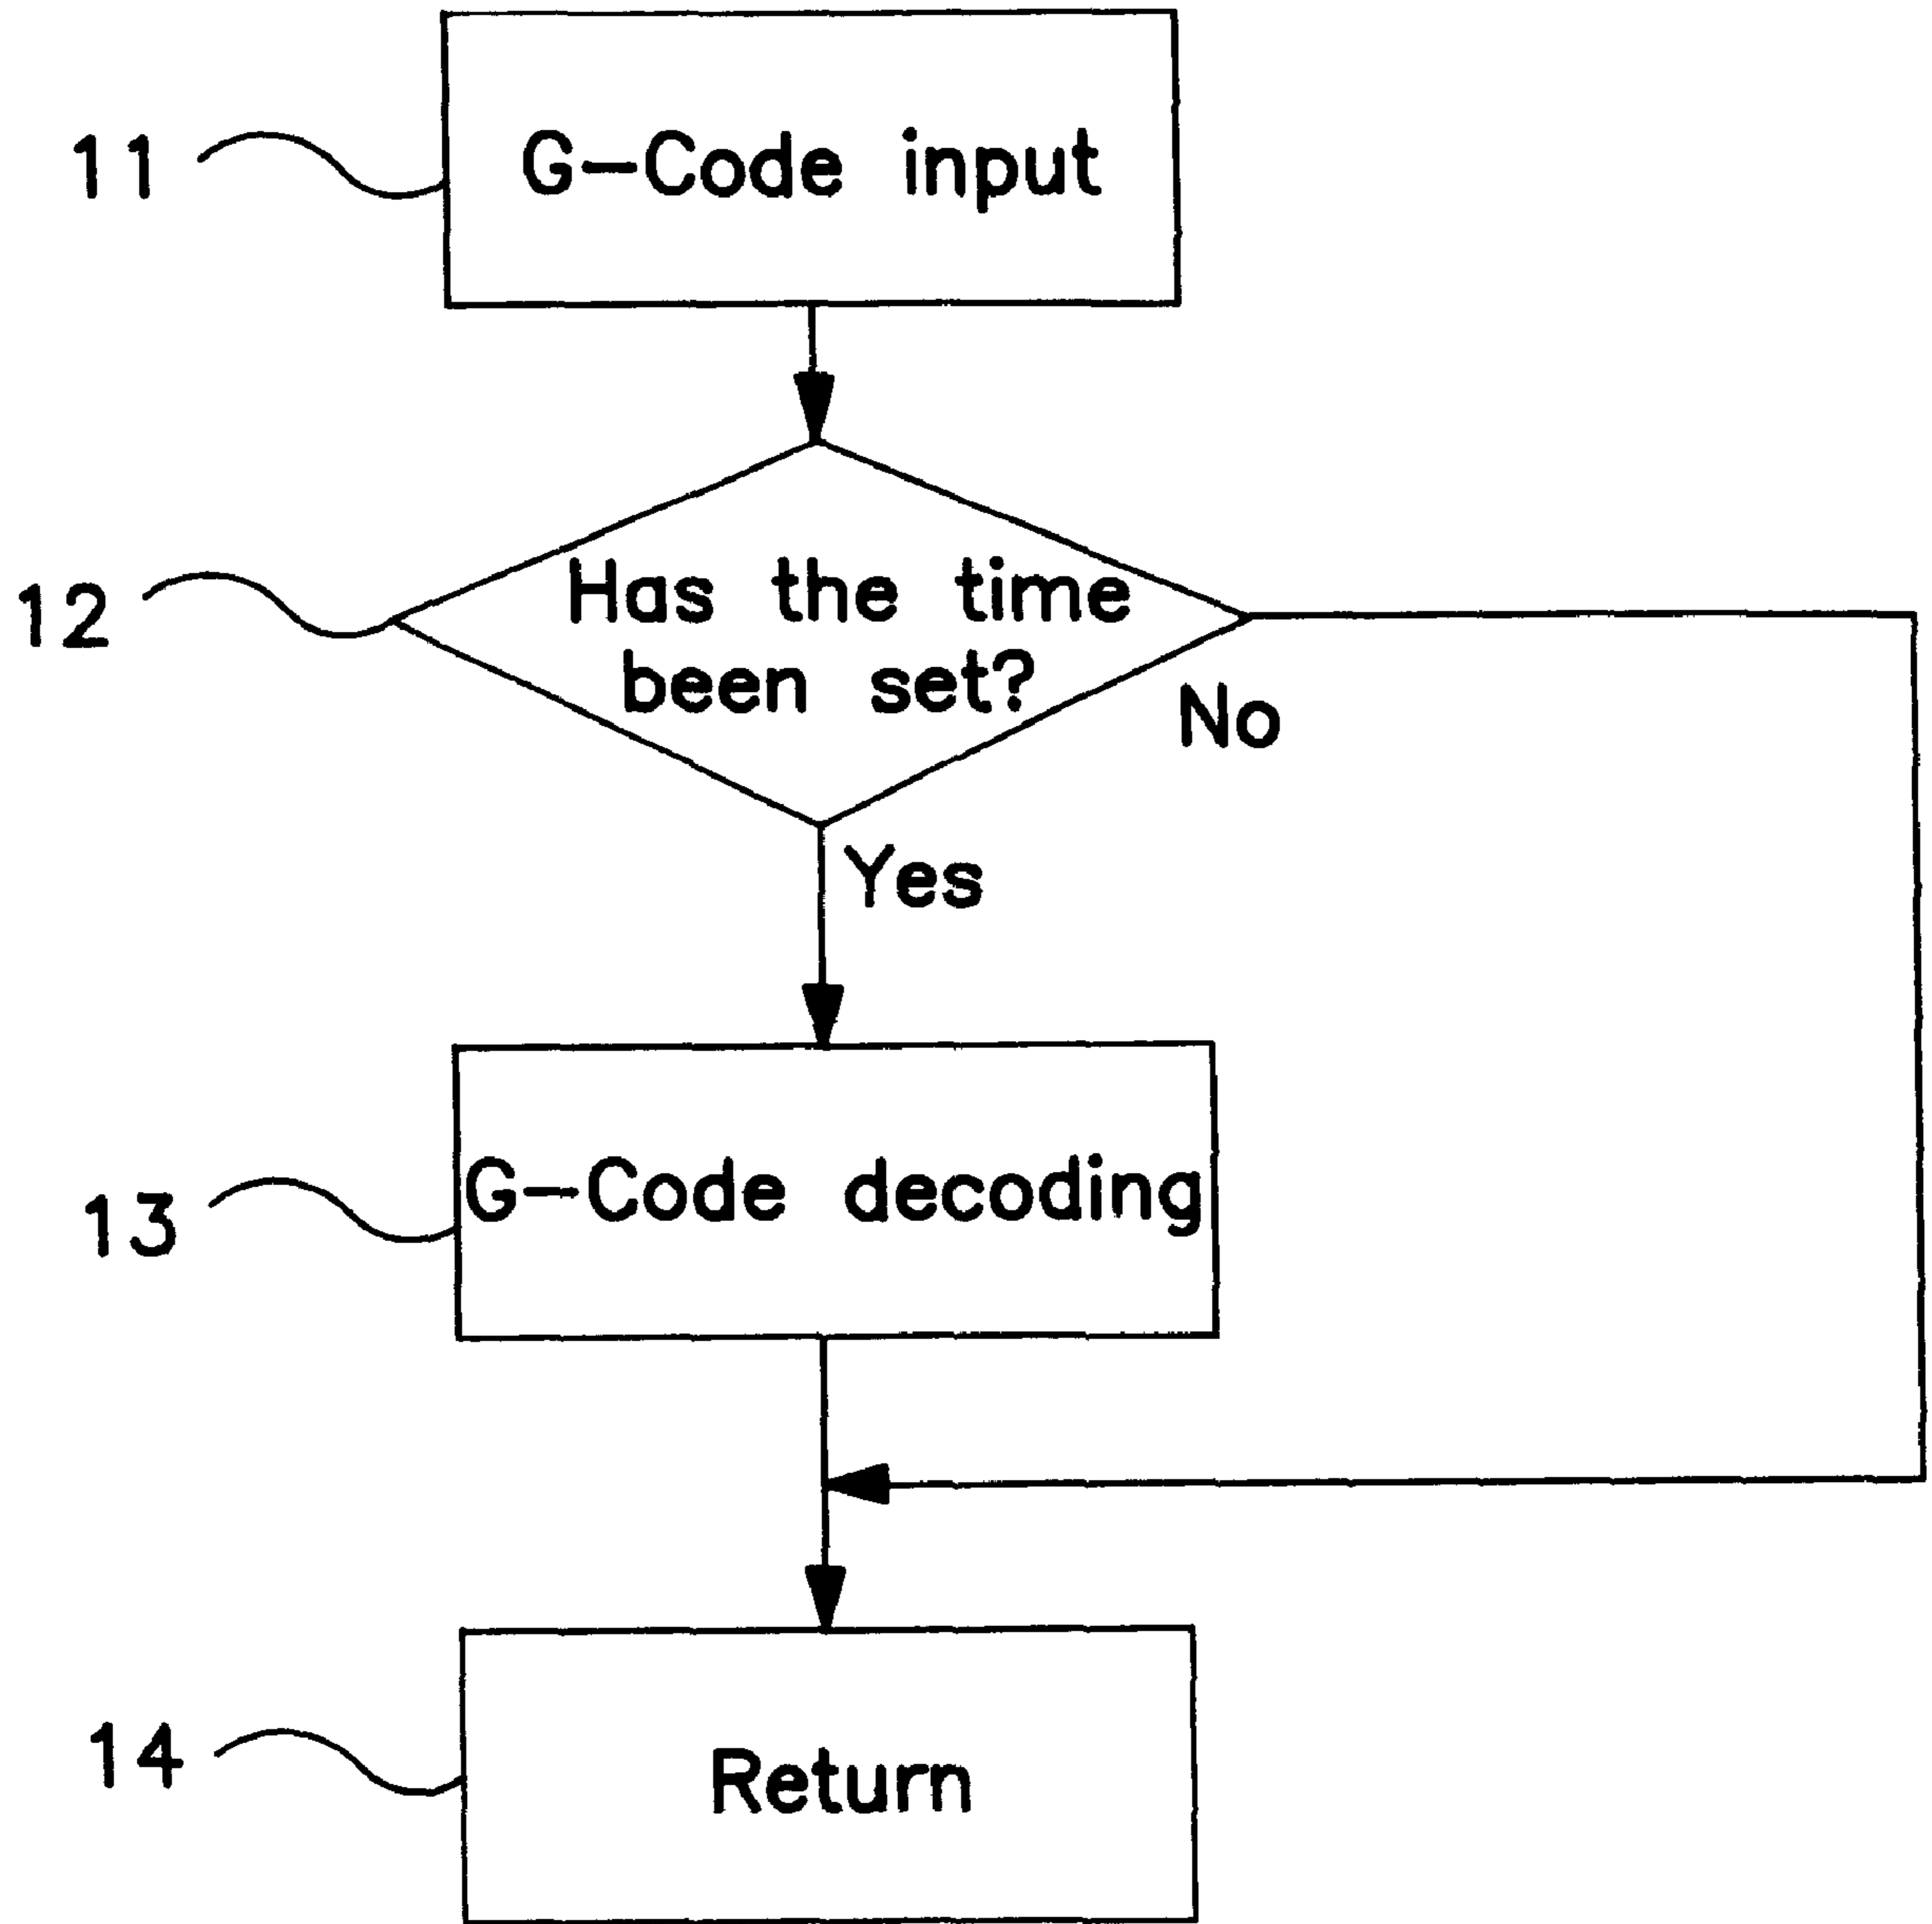 11
G-Code input
12
Has the time
been set?
No
Yes
13
G-Code decoding
14
Return